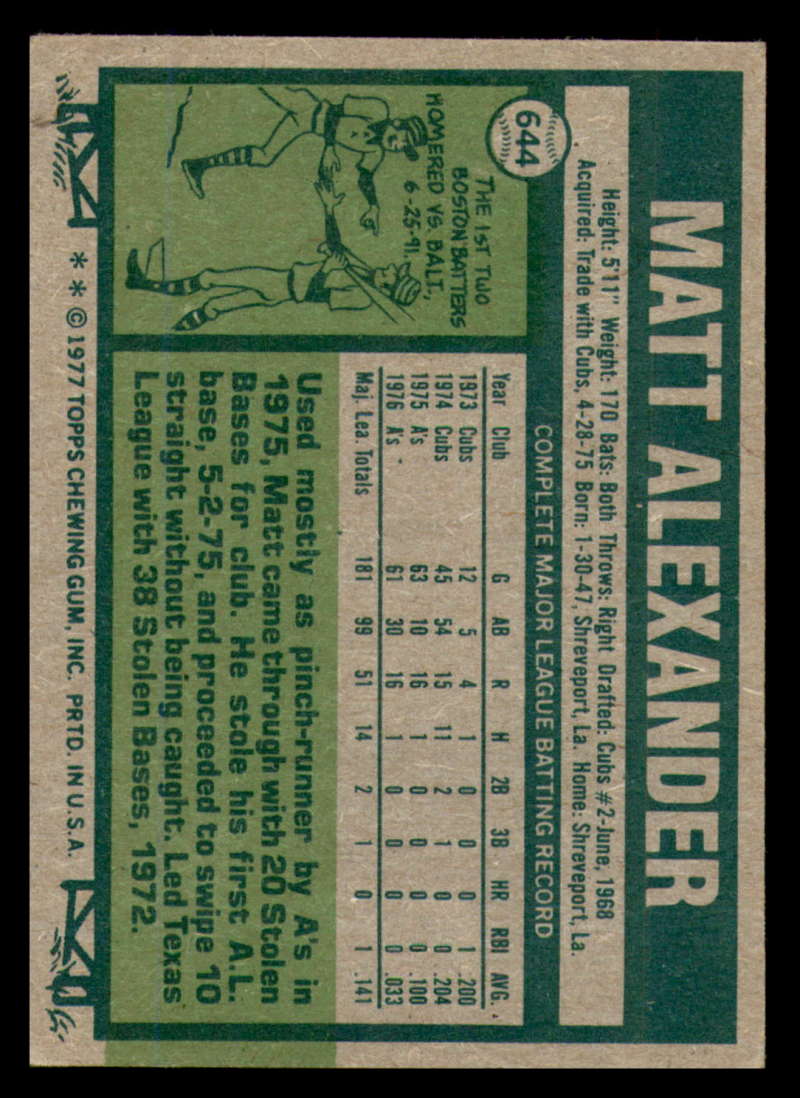 644
MATT ALEXANDER
Height: 5'11" Weight: 170 Bats: Both Throws: Right Drafted: Cubs #2-June, 1968
Acquired: Trade with Cubs, 4-28-75 Born: 1-30-47, Shreveport, La. Home: Shreveport, La.
THE 1ST TWO
BOSTON BATTERS
HOMERED VS. BALT.,
6-25-91.
COMPLETE MAJOR LEAGUE BATTING RECORD
Year Club G AB R H 2B 3B HR RBI AVG.
1973 Cubs 12 5 4 1 0 0 0 1 .200
1974 Cubs 45 54 15 11 2 1 0 0 .204
1975 A's 63 10 16 1 0 0 0 0 .100
1976 A's 61 30 16 1 0 0 0 0 .033
Maj. Lea. Totals 181 99 51 14 2 1 0 1 .141
Used mostly as pinch-runner by A's in
1975, Matt came through with 20 Stolen
Bases for club. He stole his first A.L.
base, 5-2-75, and proceeded to swipe 10
straight without being caught. Led Texas
League with 38 Stolen Bases, 1972.
* * © 1977 TOPPS CHEWING GUM, INC. PRTD. IN U.S.A.